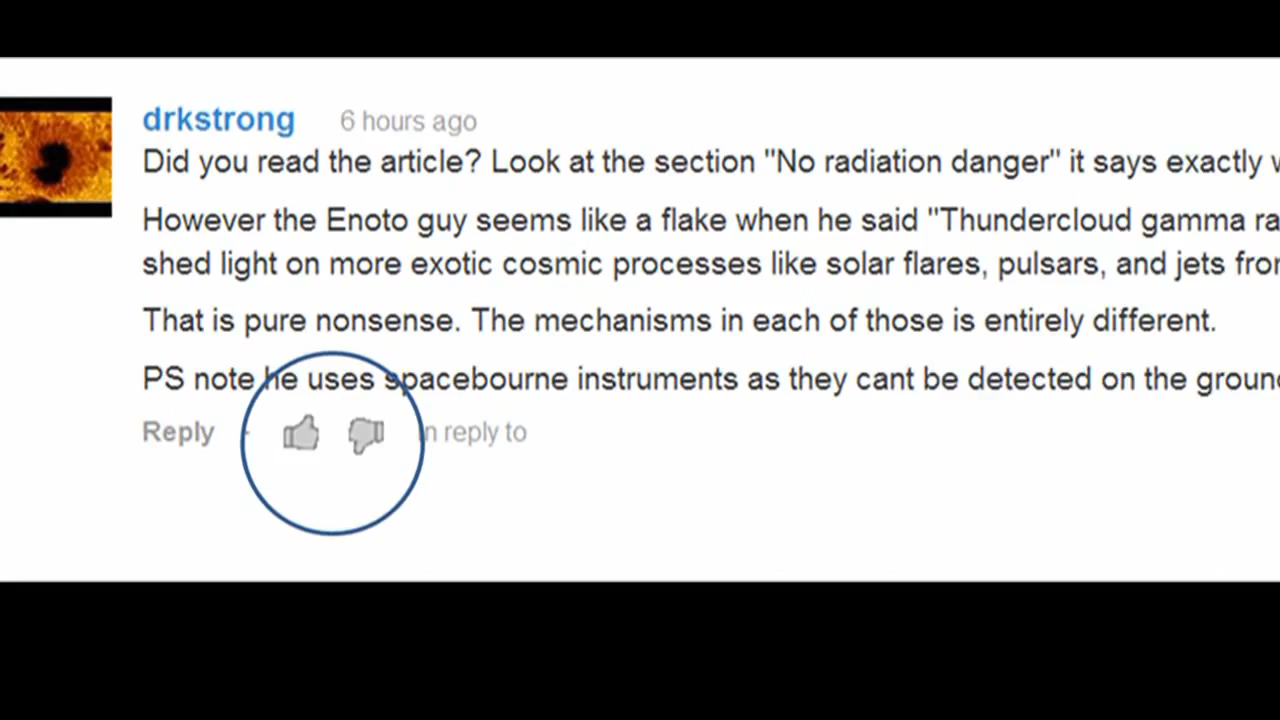 drkstrong 6 hours ago
Did you read the article? Look at the section "No radiation danger" it says exactly
However the Enoto guy seems like a flake when he said "Thundercloud gamma
shed light on more exotic cosmic processes like solar flares, pulsars, and jets
That is pure nonsense. The mechanisms in each of those is entirely different.
PS note he uses spacebourne instruments as they cant be detected on the
Reply · in reply to